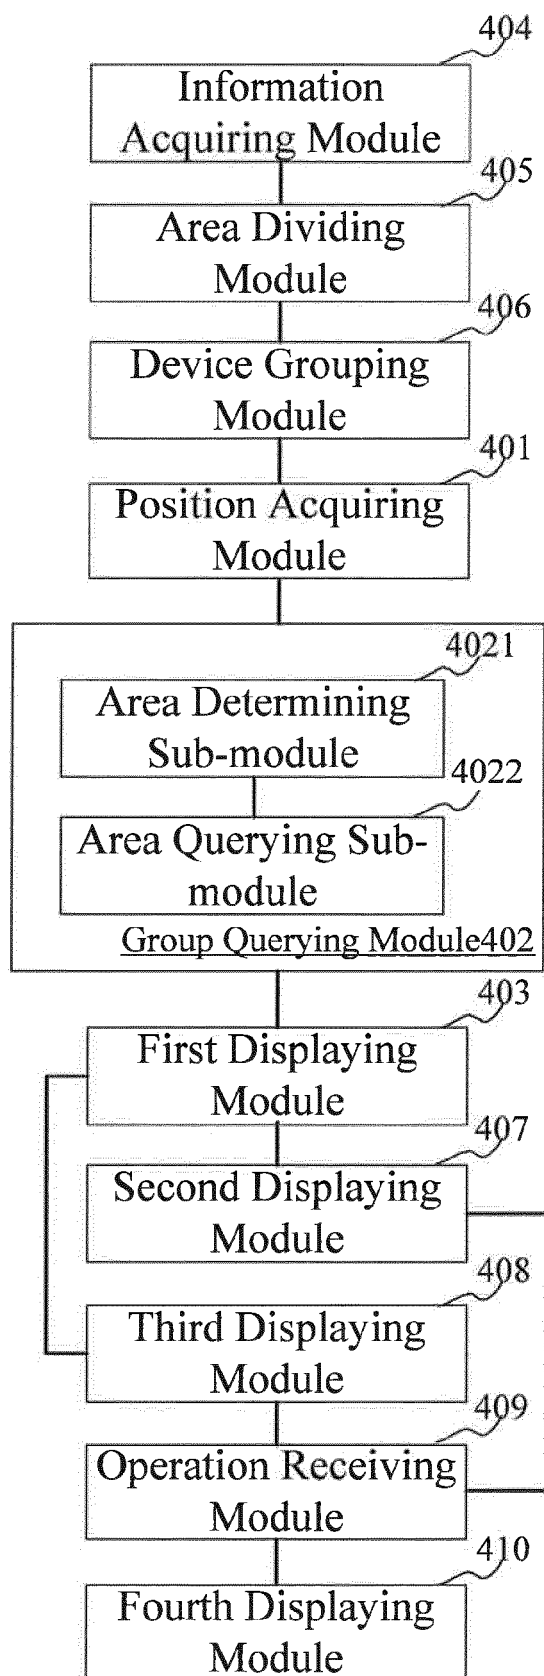 404
Information
Acquiring Module
405
Area Dividing
Module
406
Device Grouping
Module
401
Position Acquiring
Module
4021
Area Determining
Sub-module
4022
Area Querying Sub-
module
Group Querying Module402
403
First Displaying
Module
407
Second Displaying
Module
408
Third Displaying
Module
409
Operation Receiving
Module
410
Fourth Displaying
Module